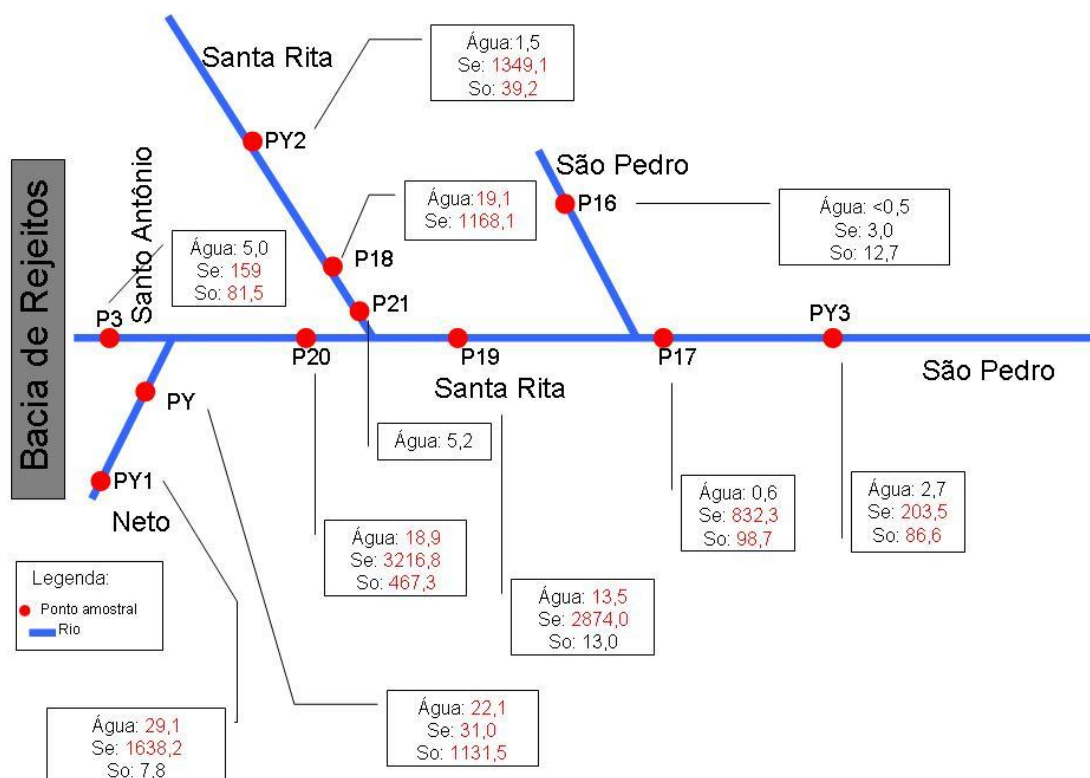 Santa Rita
Água:1,5
Se: 1349,1
So: 39,2
PY2
São Pedro
P16
Água: <0,5
Se: 3,0
So: 12,7
Água:19,1
Se: 1168,1
Bacia de Rejeitos
Santo Antônio
Água: 5,0
Se: 159
So: 81,5
P18
P21
P3
P20
P19
P17
PY3
Santa Rita
São Pedro
PY
PY1
Neto
Água: 5,2
Água: 0,6
Se: 832,3
So: 98,7
Água: 2,7
Se: 203,5
So: 86,6
Água: 18,9
Se: 3216,8
So: 467,3
Legenda:
Ponto amostral
Rio
Água: 13,5
Se: 2874,0
So: 13,0
Água: 29,1
Se: 1638,2
So: 7,8
Água: 22,1
Se: 31,0
So: 1131,5